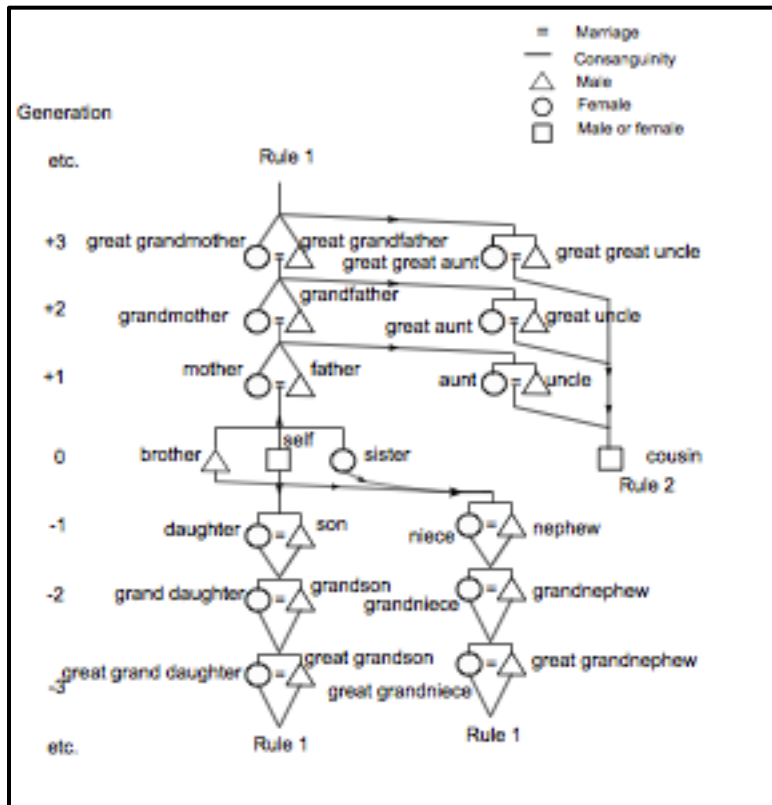 = Marriage
Consanguinity
Male
Female
Male or female
Generation
etc. Rule 1
+3 great grandmother great grandfather great great aunt great great uncle
+2 grandmother grandfather great aunt great uncle
+1 mother father aunt uncle
0 brother self sister cousin
Rule 2
-1 daughter son niece nephew
-2 grand daughter grandson grandniece grandnephew
-3 great grand daughter great grandson great grandniece great grandnephew
etc. Rule 1 Rule 1